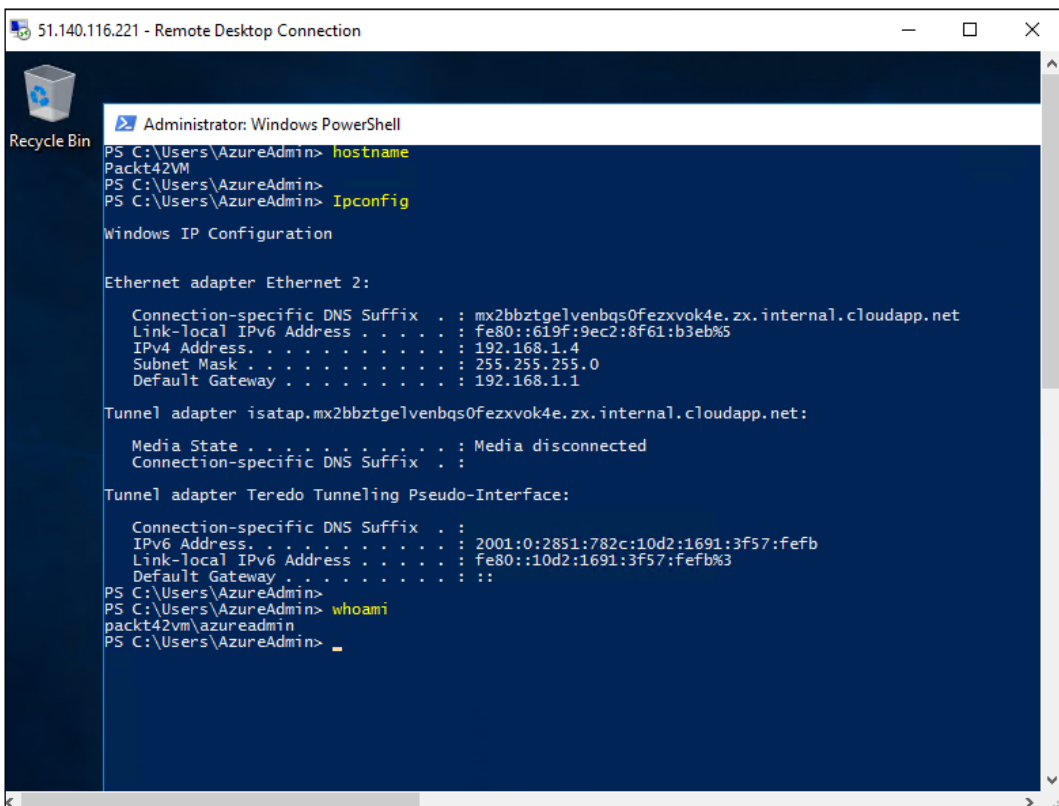 51.140.116.221 - Remote Desktop Connection
Recycle Bin
Administrator: Windows PowerShell
PS C:\Users\AzureAdmin> hostname
Packt42VM
PS C:\Users\AzureAdmin>
PS C:\Users\AzureAdmin> Ipconfig
Windows IP Configuration
Ethernet adapter Ethernet 2:
Connection-specific DNS Suffix . : mx2bbztgelvenbqs0fezxvok4e.zx.internal.cloudapp.net
Link-local IPv6 Address . . . . . : fe80::619f:9ec2:8f61:b3eb%5
IPv4 Address. . . . . . . . . . . : 192.168.1.4
Subnet Mask . . . . . . . . . . . : 255.255.255.0
Default Gateway . . . . . . . . . : 192.168.1.1
Tunnel adapter isatap.mx2bbztgelvenbqs0fezxvok4e.zx.internal.cloudapp.net:
Media State . . . . . . . . . . . : Media disconnected
Connection-specific DNS Suffix . :
Tunnel adapter Teredo Tunneling Pseudo-Interface:
Connection-specific DNS Suffix . :
IPv6 Address. . . . . . . . . . . : 2001:0:2851:782c:10d2:1691:3f57:fefb
Link-local IPv6 Address . . . . . : fe80::10d2:1691:3f57:fefb%3
Default Gateway . . . . . . . . . : ::
PS C:\Users\AzureAdmin>
PS C:\Users\AzureAdmin> whoami
packt42vm\azureadmin
PS C:\Users\AzureAdmin> _